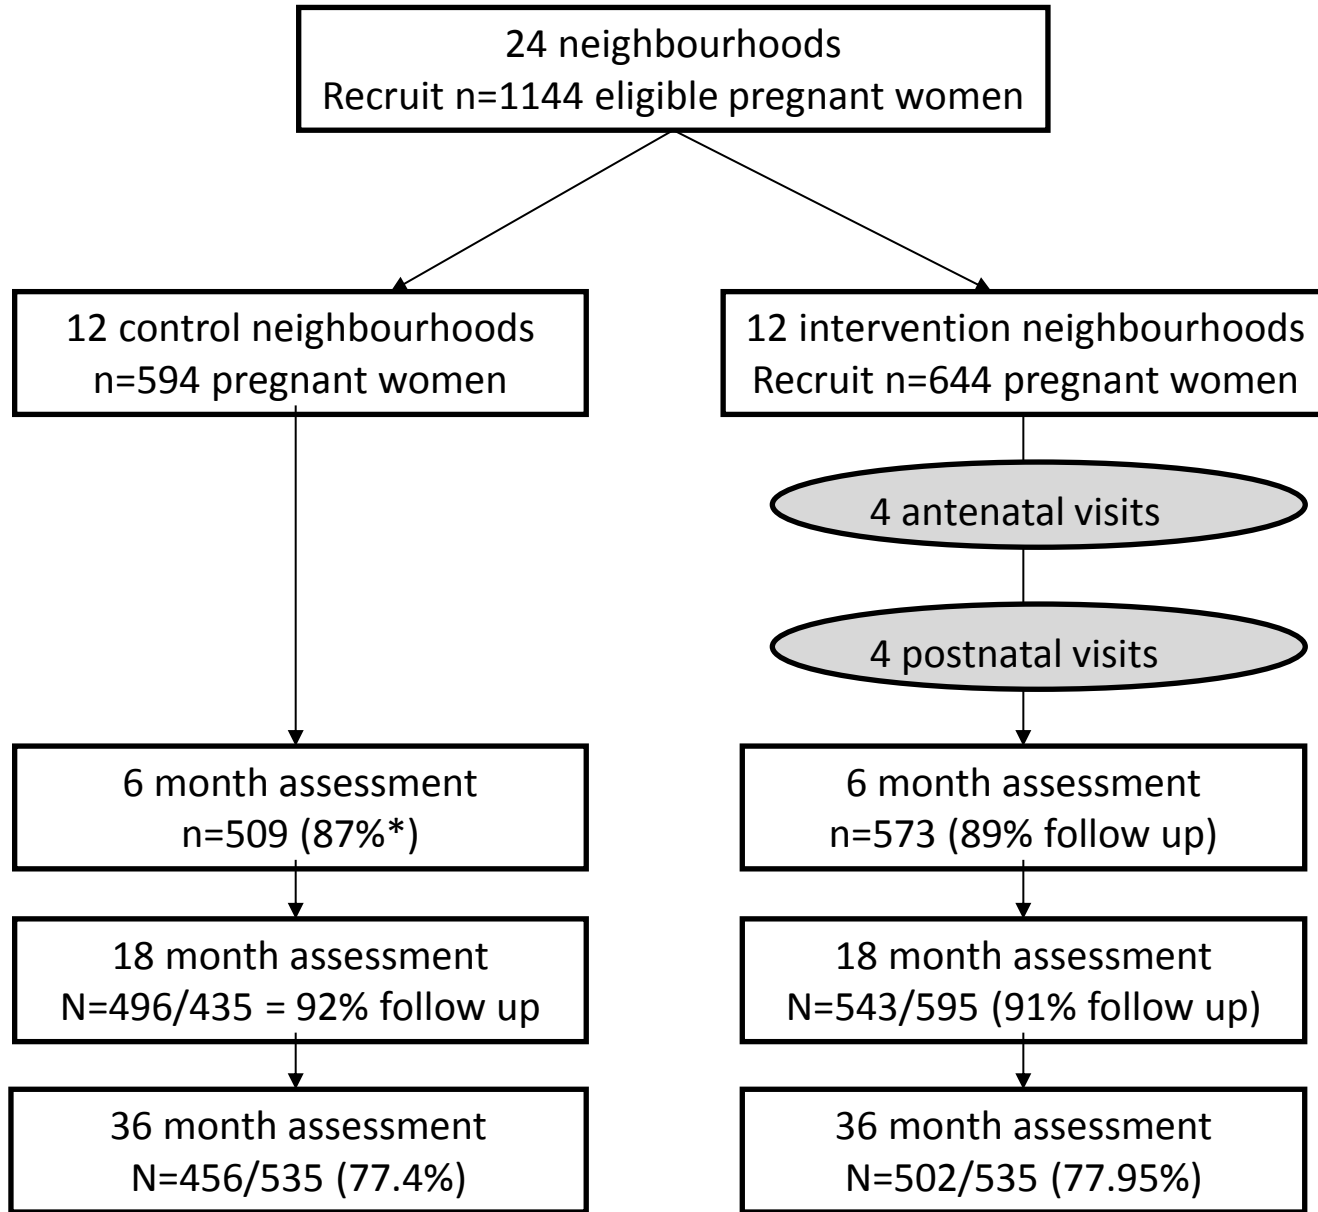 24 neighbourhoods
Recruit n=1144 eligible pregnant women
12 control neighbourhoods
n=594 pregnant women
12 intervention neighbourhoods
Recruit n=644 pregnant women
4 antenatal visits
4 postnatal visits
6 month assessment
n=509 (87%*)
6 month assessment
n=573 (89% follow up)
18 month assessment
N=496/435 = 92% follow up
18 month assessment
N=543/595 (91% follow up)
36 month assessment
N=456/535 (77.4%)
36 month assessment
N=502/535 (77.95%)